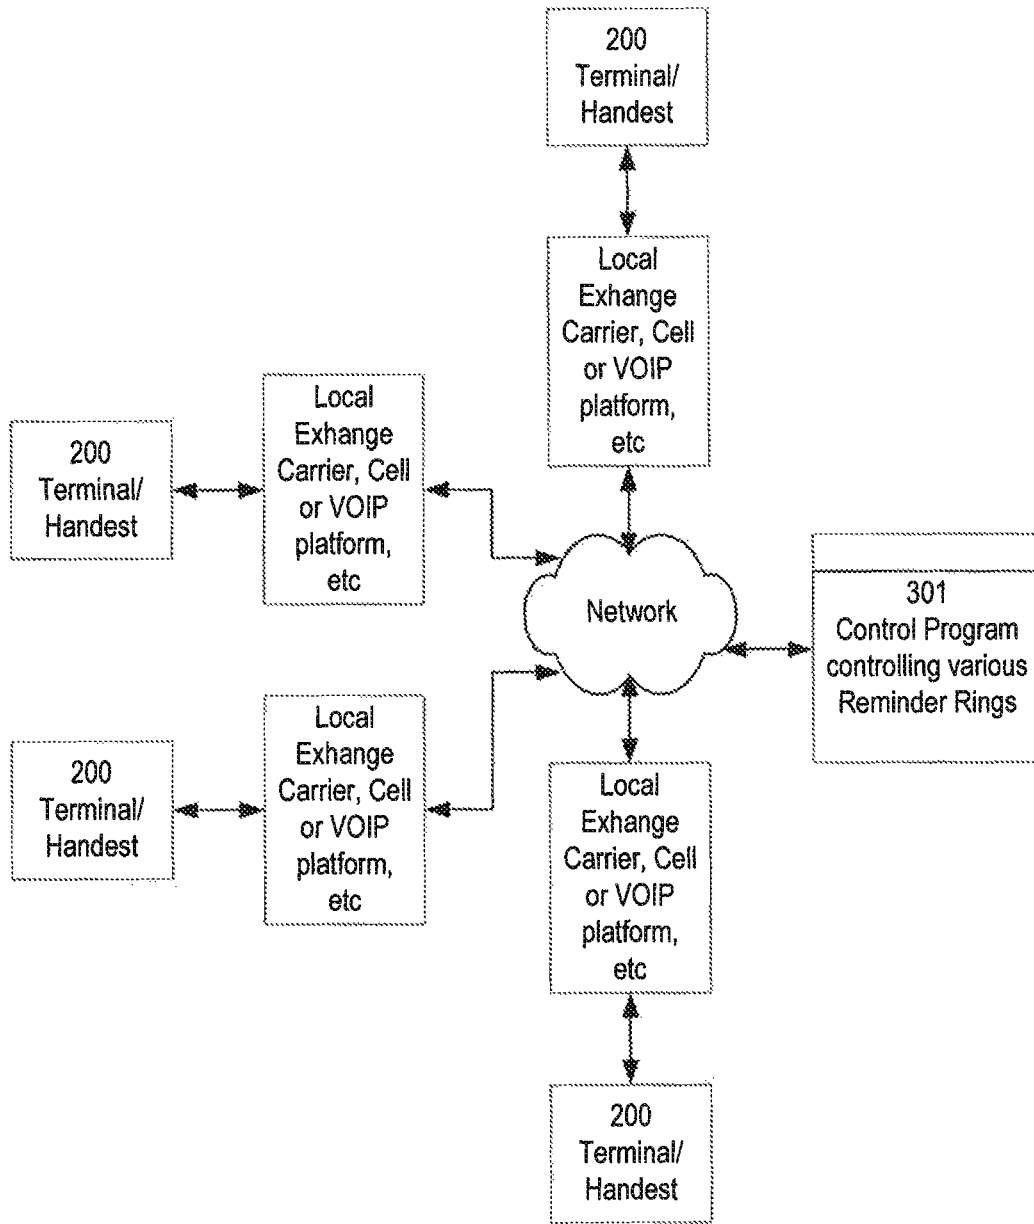 200
Terminal/
Handest
Local
Exhange
Carrier, Cell
or VOIP
platform,
etc
200
Terminal/
Handest
Local
Exhange
Carrier, Cell
or VOIP
platform,
etc
Network
301
Control Program
controlling various
Reminder Rings
200
Terminal/
Handest
Local
Exhange
Carrier, Cell
or VOIP
platform,
etc
Local
Exhange
Carrier, Cell
or VOIP
platform,
etc
200
Terminal/
Handest